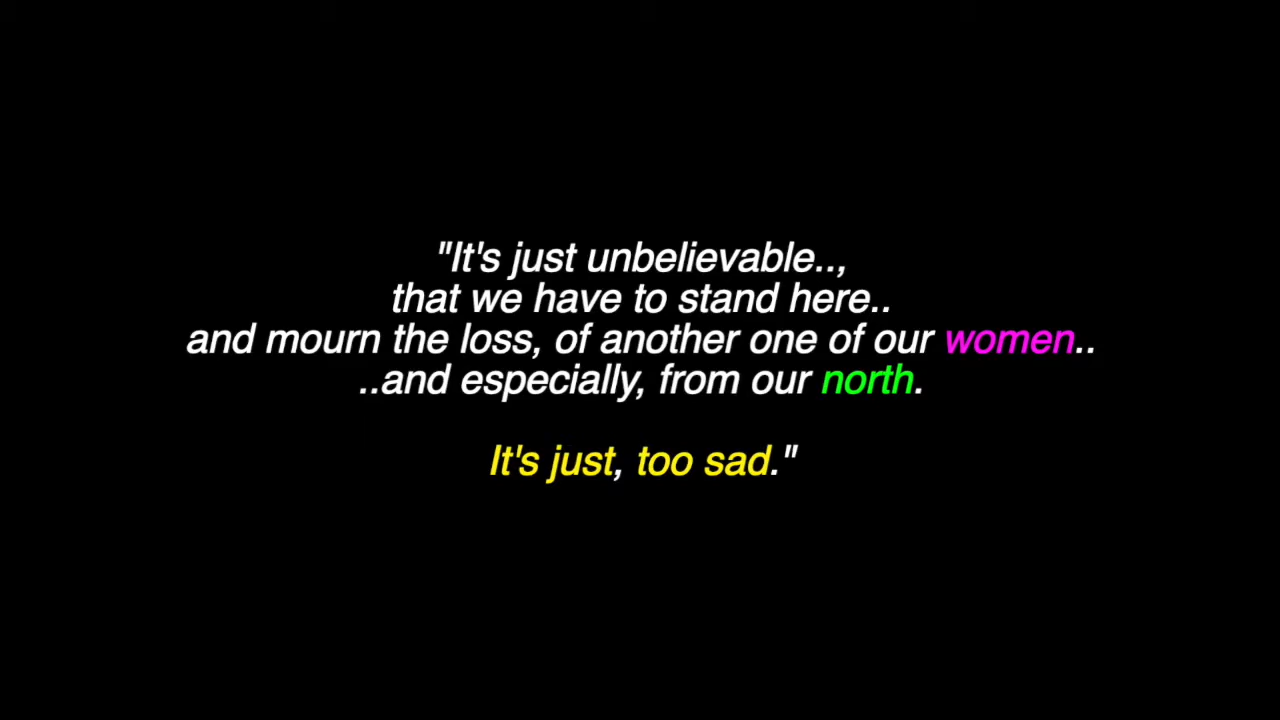 "It's just unbelievable..,
that we have to stand here..
and mourn the loss, of another one of our women..
..and especially, from our north.
It's just, too sad."